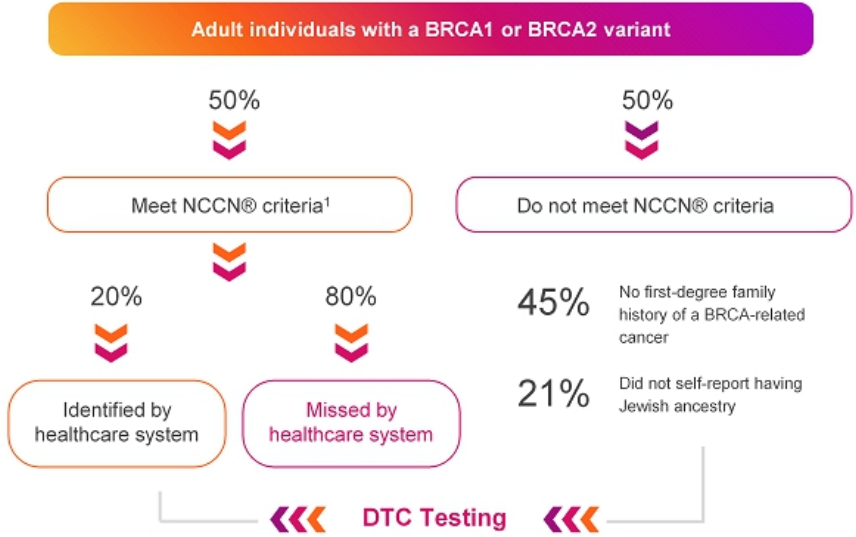 Adult individuals with a BRCA1 or BRCA2 variant
50%
50%
Meet NCCN® criteria¹
Do not meet NCCN® criteria
20%
80%
45%
No first-degree family
history of a BRCA-related
cancer
Identified by
healthcare system
Missed by
healthcare system
21%
Did not self-report having
Jewish ancestry
DTC Testing